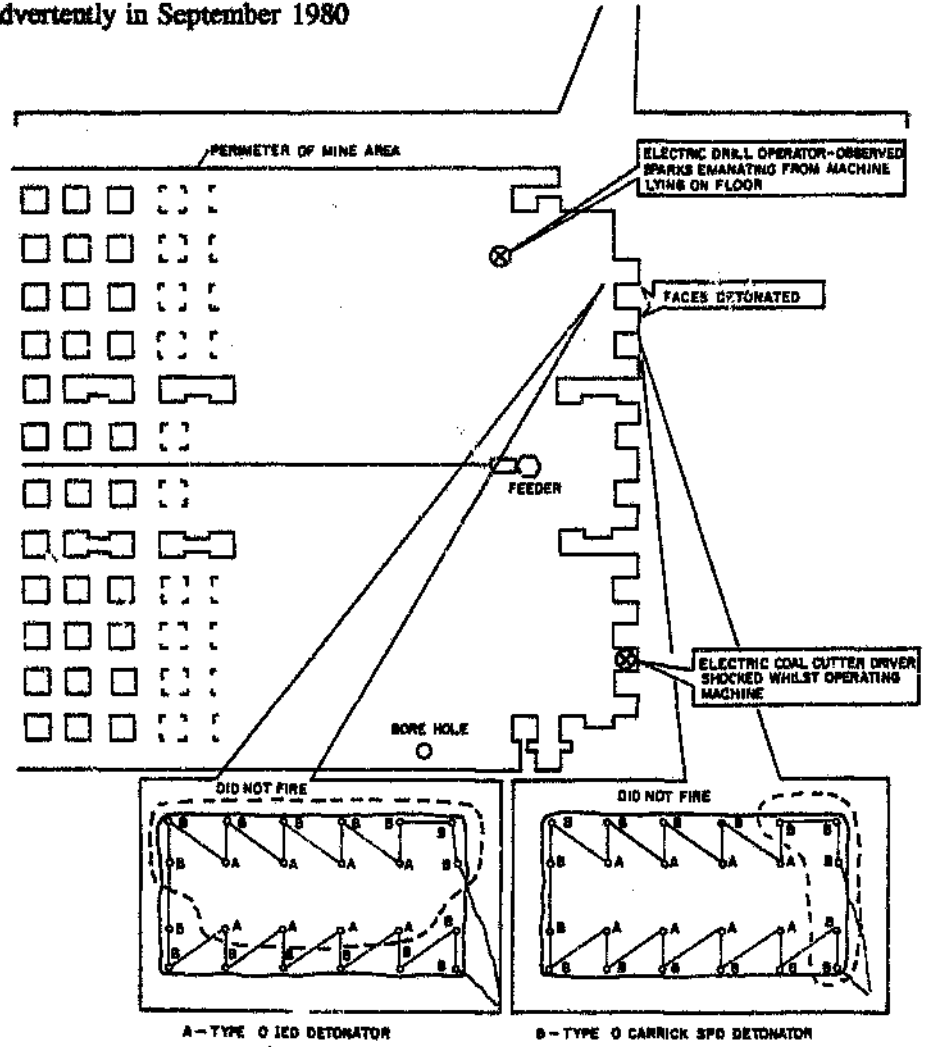 dvertently in September 1980
PERIMETER OF MINE AREA
ELECTRIC DRILL OPERATOR-OBSERVED
SPARKS EMANATING FROM MACHINE
LYING ON FLOOR
FACES DETONATED
FEEDER
ELECTRIC COAL CUTTER DRIVER
SHOCKED WHILST OPERATING
MACHINE
BORE HOLE
DID NOT FIRE
B B B B B B
B A A A A B
B A A A A B
B B B B B B
DID NOT FIRE
B B B B B B
B A A A A B
B A A A A B
B B B B B B
A-TYPE O IED DETONATOR
B-TYPE O CARRICK SPD DETONATOR